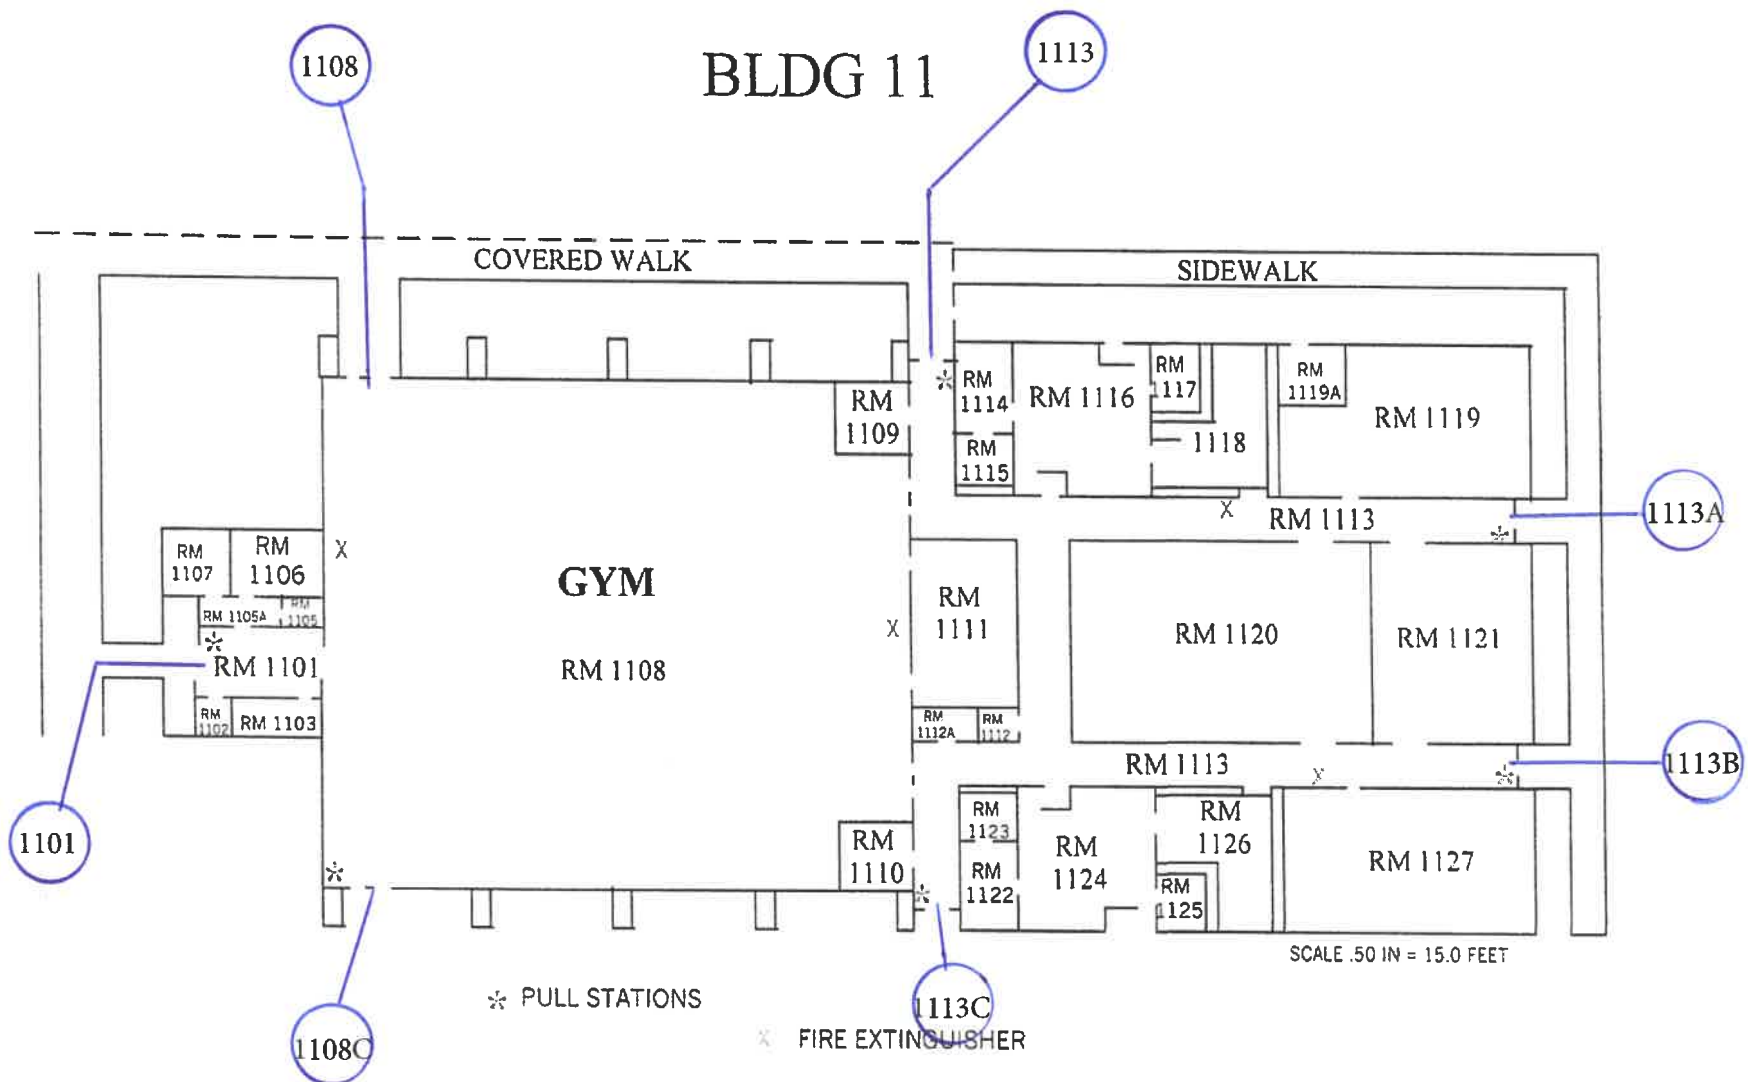 BLDG 11
1108
1113
COVERED WALK
SIDEWALK
RM
1109
RM
1114
RM
1115
RM 1116
RM
1117
1118
RM
1119A
RM 1119
1113A
RM 1113
RM
1107
RM
1106
RM 1105A
RM
1105
RM 1101
RM
1102
RM 1103
1101
GYM
RM 1108
RM
1111
RM
1112A
RM
1112
RM 1120
RM 1121
RM 1113
1113B
RM
1110
RM
1123
RM
1122
RM
1124
RM
1126
RM
1125
RM 1127
SCALE .50 IN = 15.0 FEET
PULL STATIONS
X FIRE EXTINGUISHER
1108C
1113C
X
X
X
X